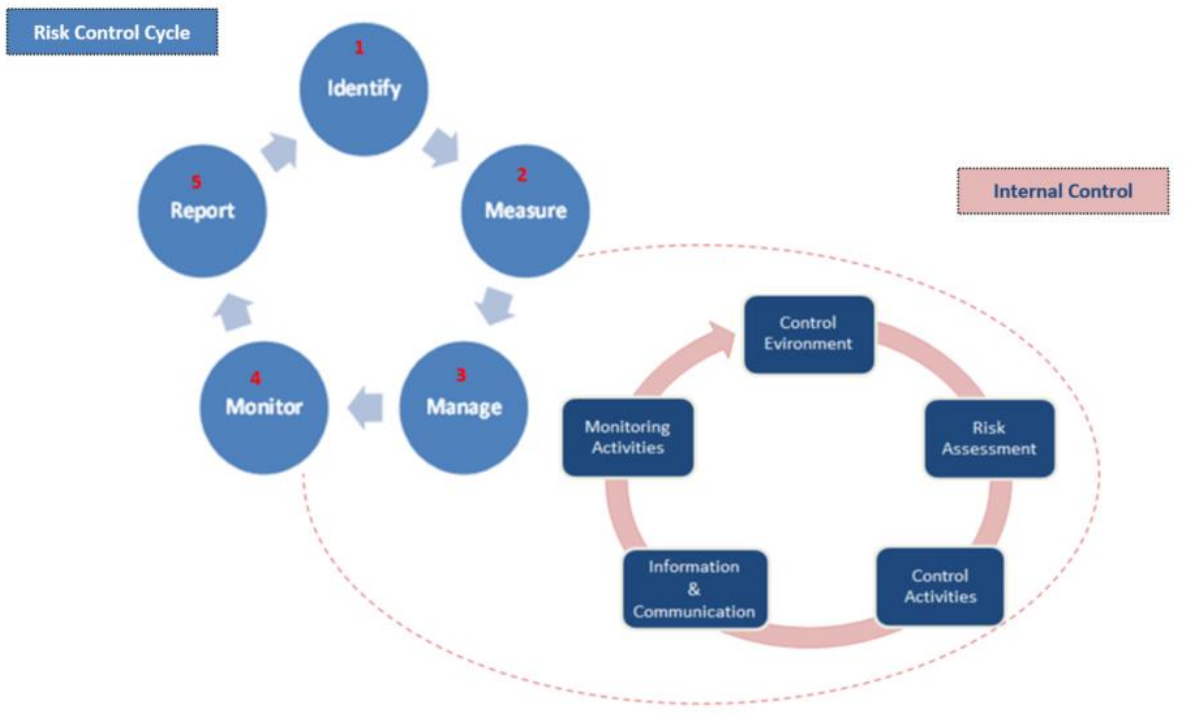 Risk Control Cycle
1
Identify
2
Measure
3
Manage
4
Monitor
5
Report
Internal Control
Control
Evironment
Risk
Assessment
Control
Activities
Information
&
Communication
Monitoring
Activities